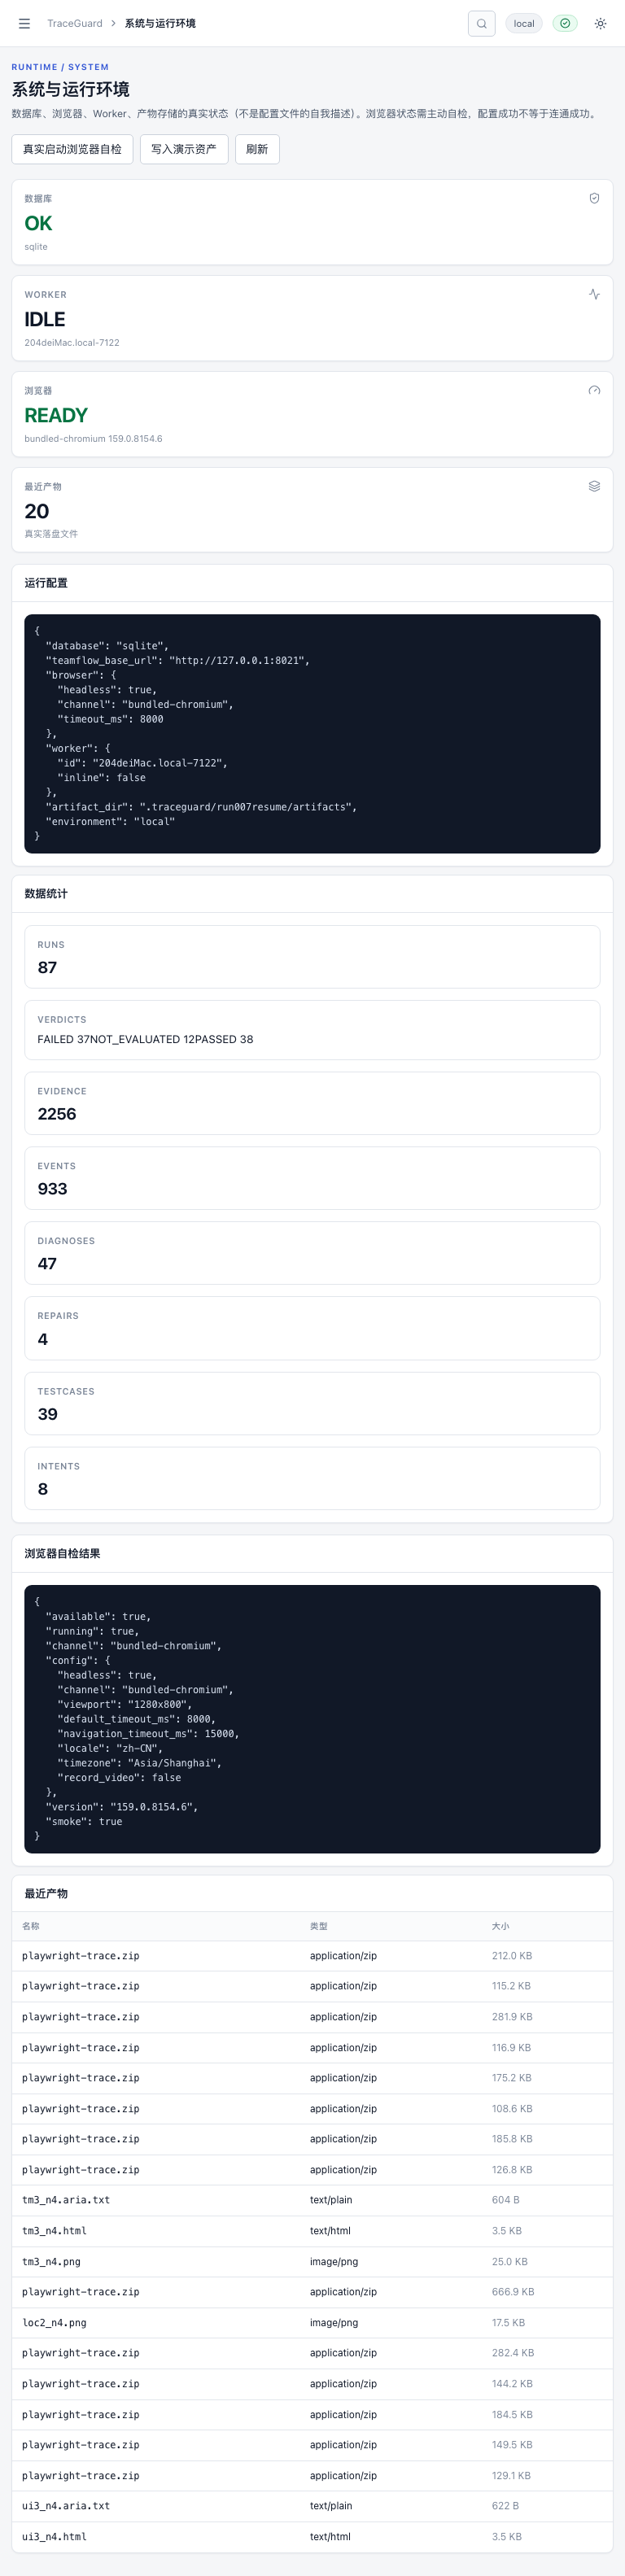 TraceGuard > 系统与运行环境
local
RUNTIME / SYSTEM
系统与运行环境
数据库、浏览器、Worker、产物存储的真实状态（不是配置文件的自我描述）。浏览器状态需主动自检，配置成功不等于连通成功。
真实启动浏览器自检
写入演示资产
刷新
数据库
OK
sqlite
WORKER
IDLE
204deiMac.local-7122
浏览器
READY
bundled-chromium 159.0.8154.6
最近产物
20
真实落盘文件
运行配置
{
"database": "sqlite",
"teamflow_base_url": "http://127.0.0.1:8021",
"browser": {
"headless": true,
"channel": "bundled-chromium",
"timeout_ms": 8000
},
"worker": {
"id": "204deiMac.local-7122",
"inline": false
},
"artifact_dir": ".traceguard/run007resume/artifacts",
"environment": "local"
}
数据统计
RUNS
87
VERDICTS
FAILED 37NOT_EVALUATED 12PASSED 38
EVIDENCE
2256
EVENTS
933
DIAGNOSES
47
REPAIRS
4
TESTCASES
39
INTENTS
8
浏览器自检结果
{
"available": true,
"running": true,
"channel": "bundled-chromium",
"config": {
"headless": true,
"channel": "bundled-chromium",
"viewport": "1280x800",
"default_timeout_ms": 8000,
"navigation_timeout_ms": 15000,
"locale": "zh-CN",
"timezone": "Asia/Shanghai",
"record_video": false
},
"version": "159.0.8154.6",
"smoke": true
}
最近产物
名称 类型 大小
playwright-trace.zip application/zip 212.0 KB
playwright-trace.zip application/zip 115.2 KB
playwright-trace.zip application/zip 281.9 KB
playwright-trace.zip application/zip 116.9 KB
playwright-trace.zip application/zip 175.2 KB
playwright-trace.zip application/zip 108.6 KB
playwright-trace.zip application/zip 185.8 KB
playwright-trace.zip application/zip 126.8 KB
tm3_n4.aria.txt text/plain 604 B
tm3_n4.html text/html 3.5 KB
tm3_n4.png image/png 25.0 KB
playwright-trace.zip application/zip 666.9 KB
loc2_n4.png image/png 17.5 KB
playwright-trace.zip application/zip 282.4 KB
playwright-trace.zip application/zip 144.2 KB
playwright-trace.zip application/zip 184.5 KB
playwright-trace.zip application/zip 149.5 KB
playwright-trace.zip application/zip 129.1 KB
ui3_n4.aria.txt text/plain 622 B
ui3_n4.html text/html 3.5 KB